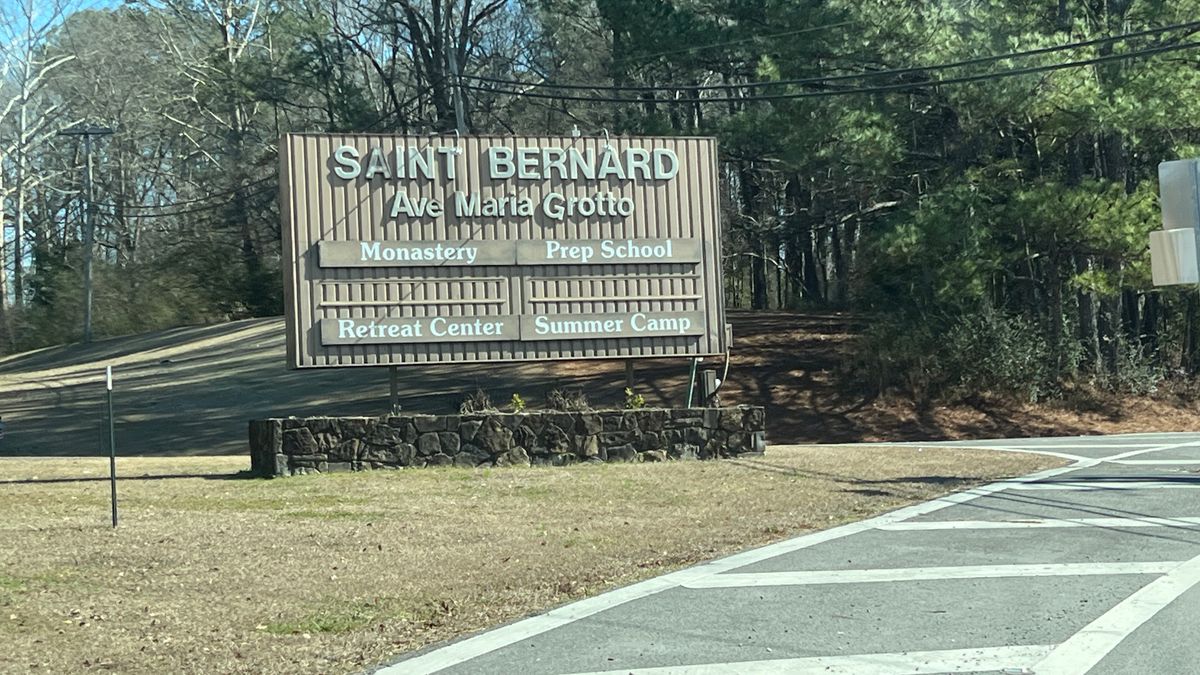 SAINT BERNARD
Ave Maria Grotto
Monastery Prep School
Retreat Center Summer Camp